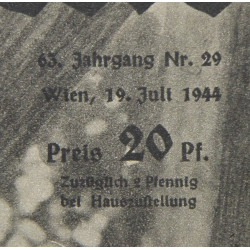 63. Jahrgang Nr. 29
Wien, 19. Juli 1944
Preis 20 Pf.
Zuzüglich 2 Pfennig
bei Hauszustellung